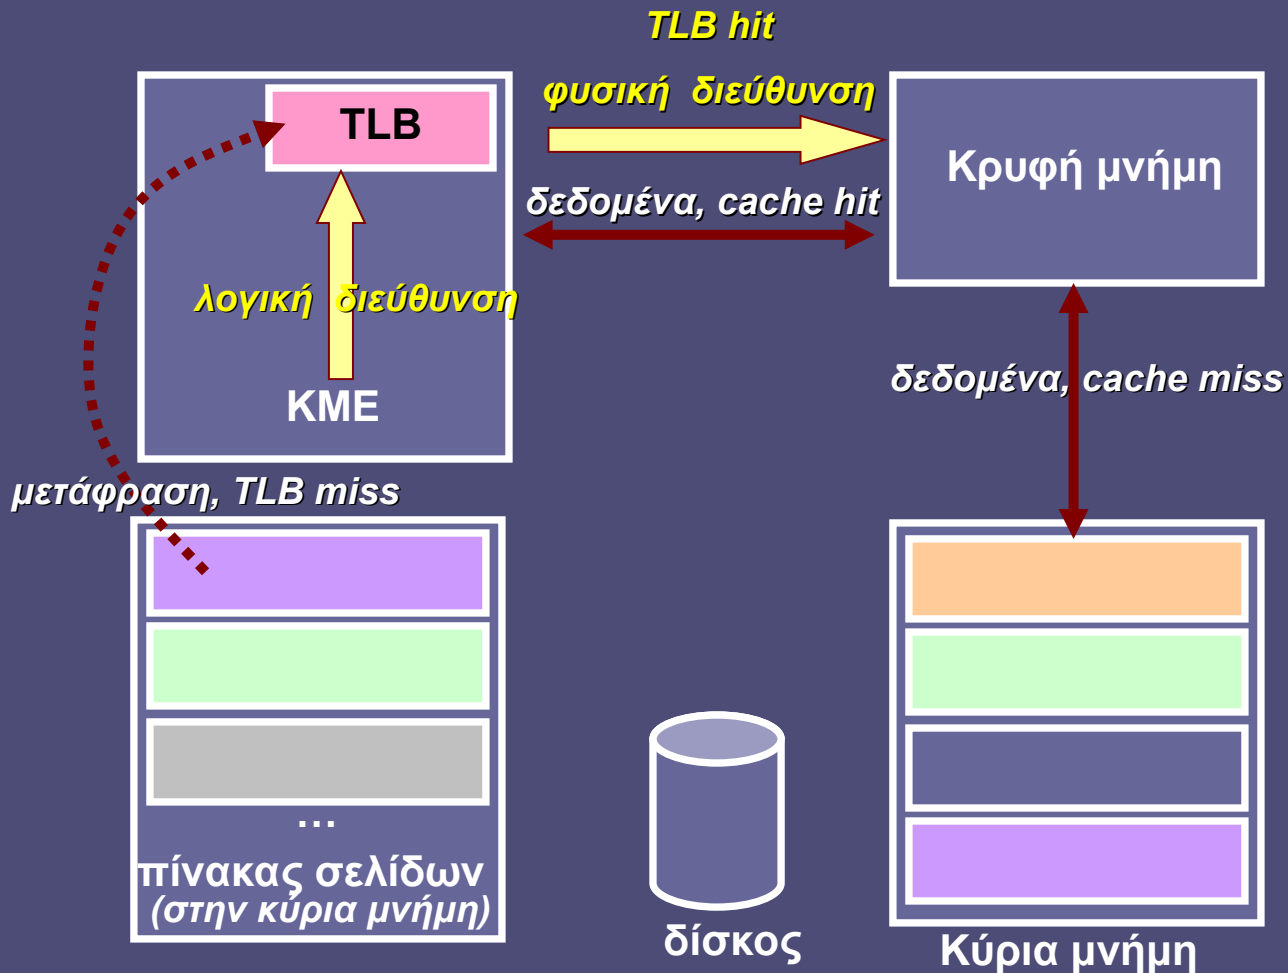 TLB hit
φυσική διεύθυνση
TLB
Κρυφή μνήμη
δεδομένα, cache hit
λογική διεύθυνση
δεδομένα, cache miss
ΚΜΕ
μετάφραση, TLB miss
...
πίνακας σελίδων
(στην κύρια μνήμη)
δίσκος
Κύρια μνήμη